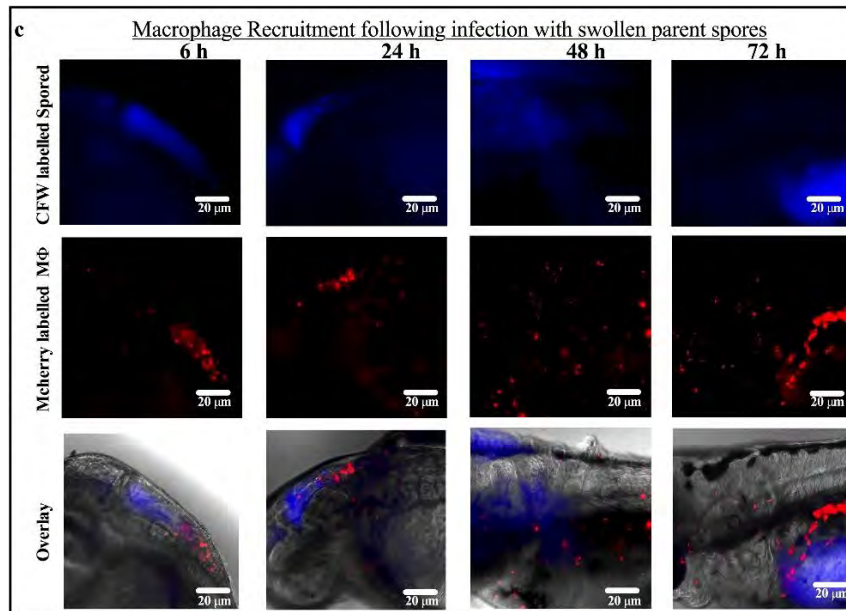 c
Macrophage Recruitment following infection with swollen parent spores
6 h 24 h 48 h 72 h
CFW labelled Spored
20 µm 20 µm 20 µm 20 µm
Mcherry labelled MΦ
20 µm 20 µm 20 µm 20 µm
Overlay
20 µm 20 µm 20 µm 20 µm